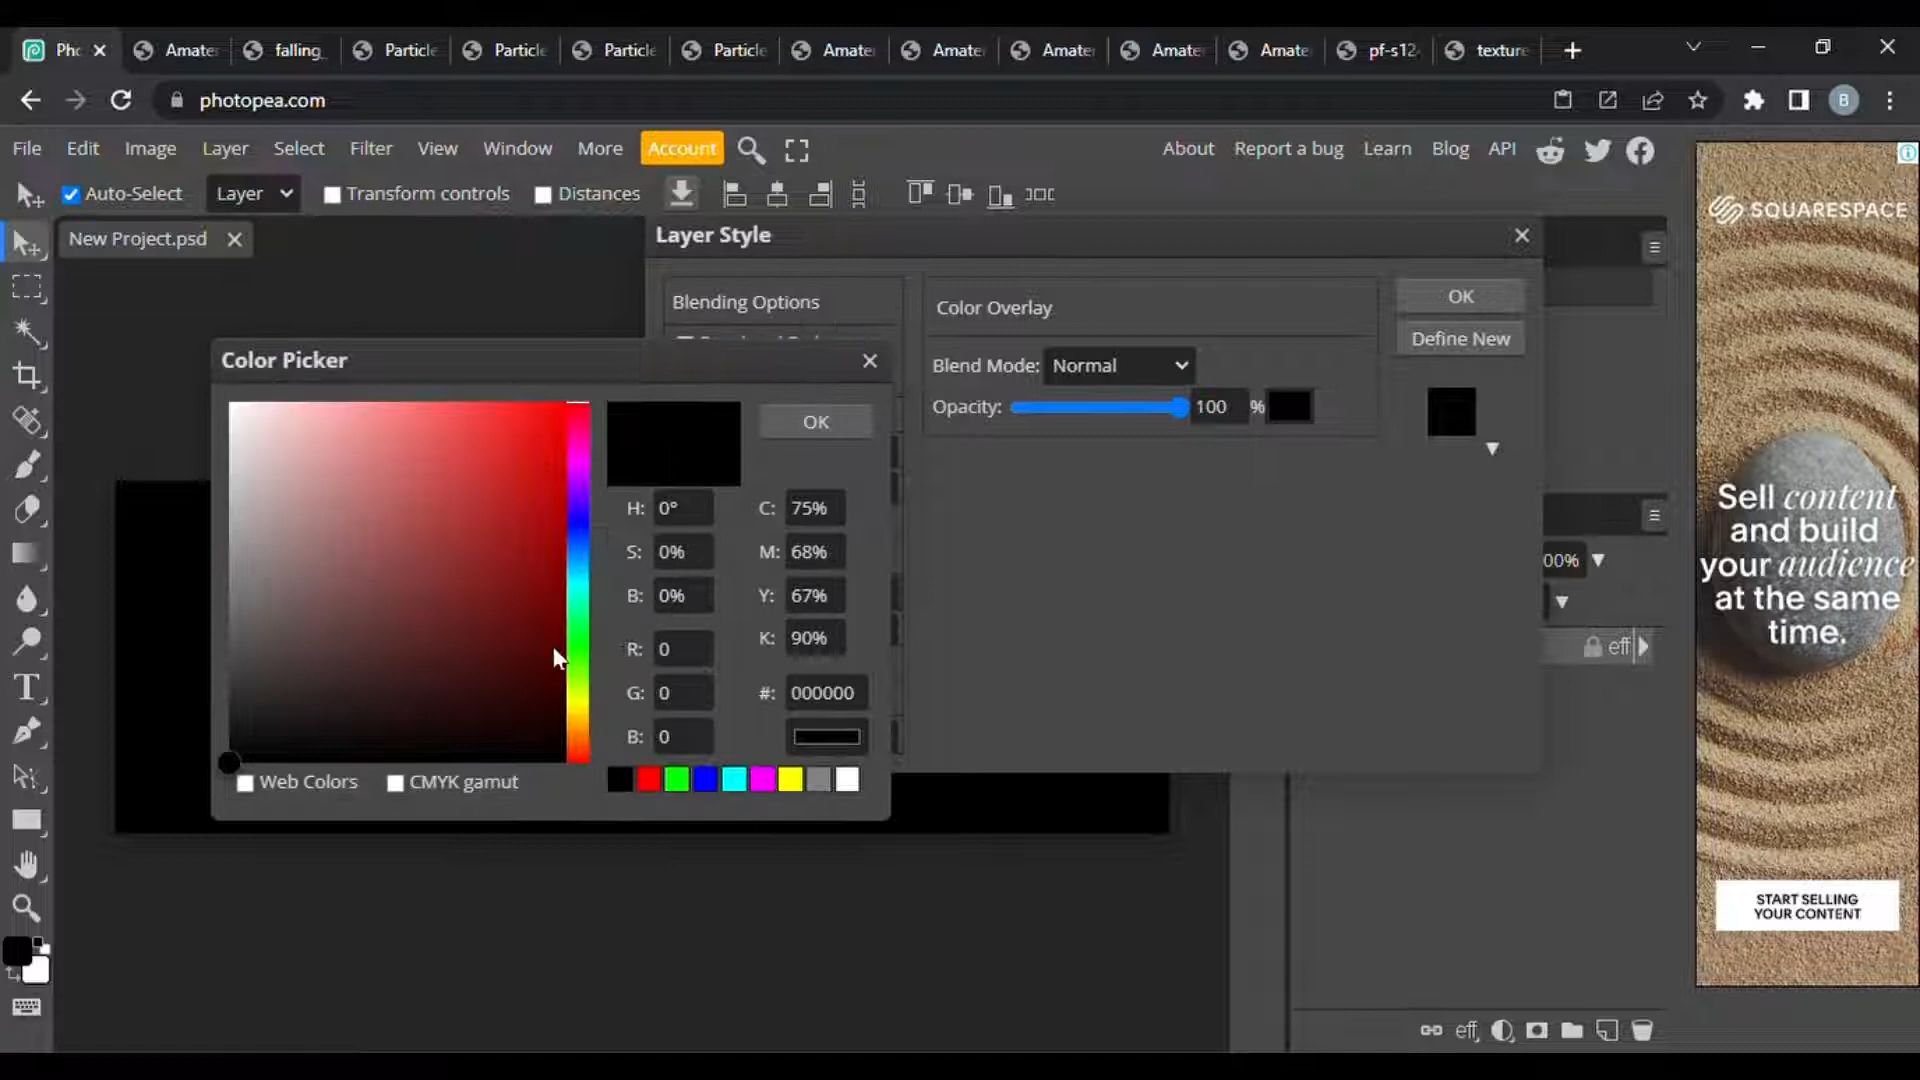 Pho
Amate
falling_
Particle
Particle
Particle
Particle
Amate
Amate
Amate
Amate
Amate
pf-s12
texture
photopea.com
B
File Edit Image Layer Select Filter View Window More Account
About Report a bug Learn Blog API
Auto-Select Layer Transform controls Distances
New Project.psd
Layer Style
Blending Options
Color Overlay
OK
Define New
Blend Mode: Normal
Opacity: 100 %
Color Picker
OK
H: 0° C: 75%
S: 0% M: 68%
B: 0% Y: 67%
K: 90%
R: 0
G: 0 #: 000000
B: 0
Web Colors CMYK gamut
00%
eff
eff
SQUARESPACE
Sell content
and build
your audience
at the same
time.
START SELLING
YOUR CONTENT